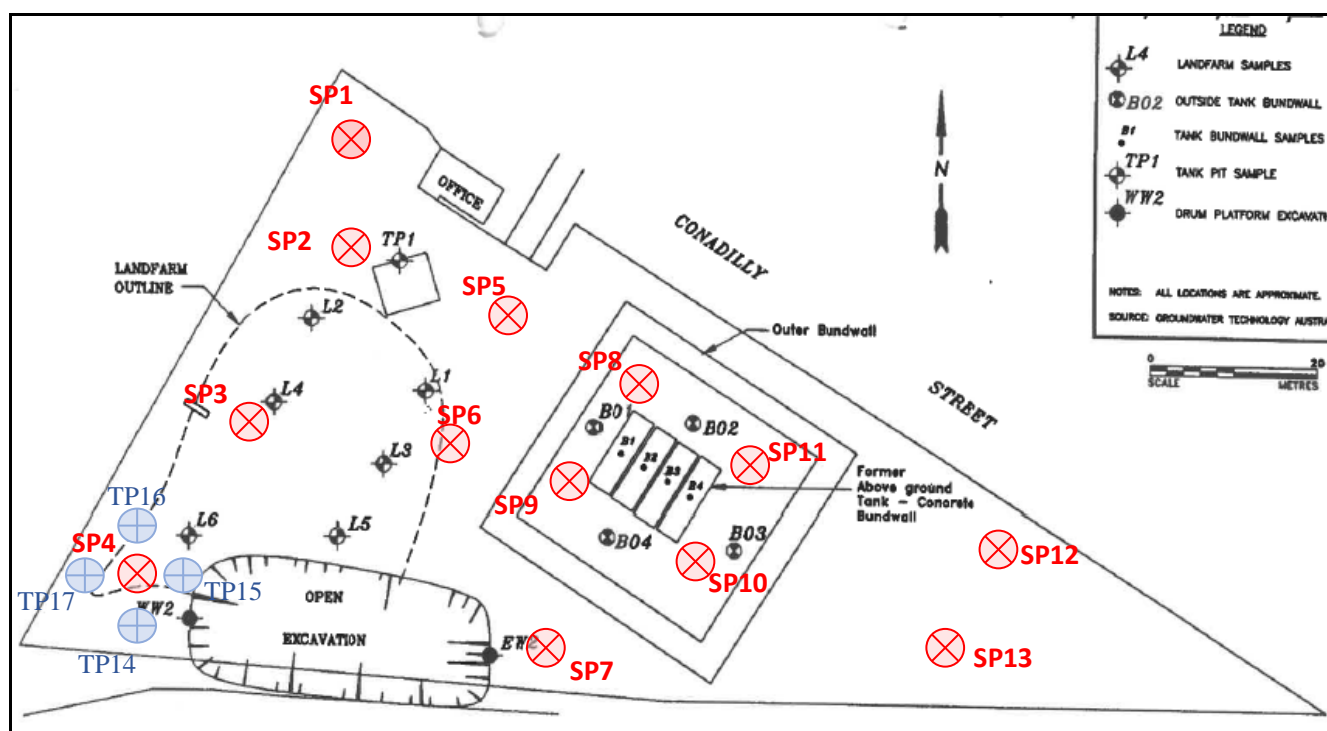 LEGEND
L4
LANDFARM SAMPLES
B02
OUTSIDE TANK BUNDWALL
B1
TANK BUNDWALL SAMPLES
TP1
TANK PIT SAMPLE
WW2
DRUM PLATFORM EXCAVATI
NOTES: ALL LOCATIONS ARE APPROXIMATE.
SOURCE: GROUNDWATER TECHNOLOGY AUSTRA
0 20
SCALE METRES
N
SP1
OFFICE
SP2
TP1
CONADILLY
STREET
LANDFARM
OUTLINE
L2
SP5
Outer Bundwall
SP8
SP3
L4
L1
SP6
B01
B02
B1
B2
B3
B4
SP11
L3
SP9
Former
Above ground
Tank - Concrete
Bundwall
TP16
L6
L5
B04
B03
SP12
SP4
SP10
TP17
TP15
WW2
OPEN
EXCAVATION
EW2
TP14
SP7
SP13